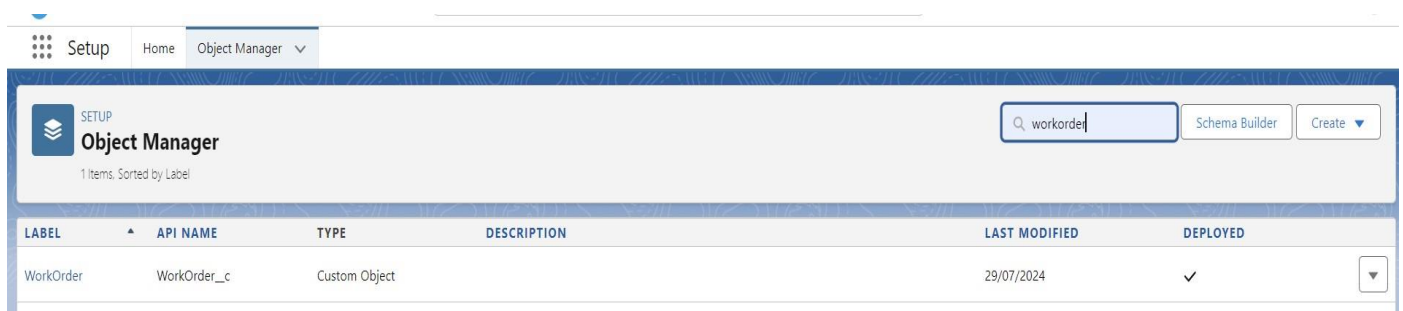 Setup Home Object Manager
SETUP
Object Manager
1 Items, Sorted by Label
workorder
Schema Builder
Create
LABEL API NAME TYPE DESCRIPTION LAST MODIFIED DEPLOYED
WorkOrder WorkOrder__c Custom Object 29/07/2024